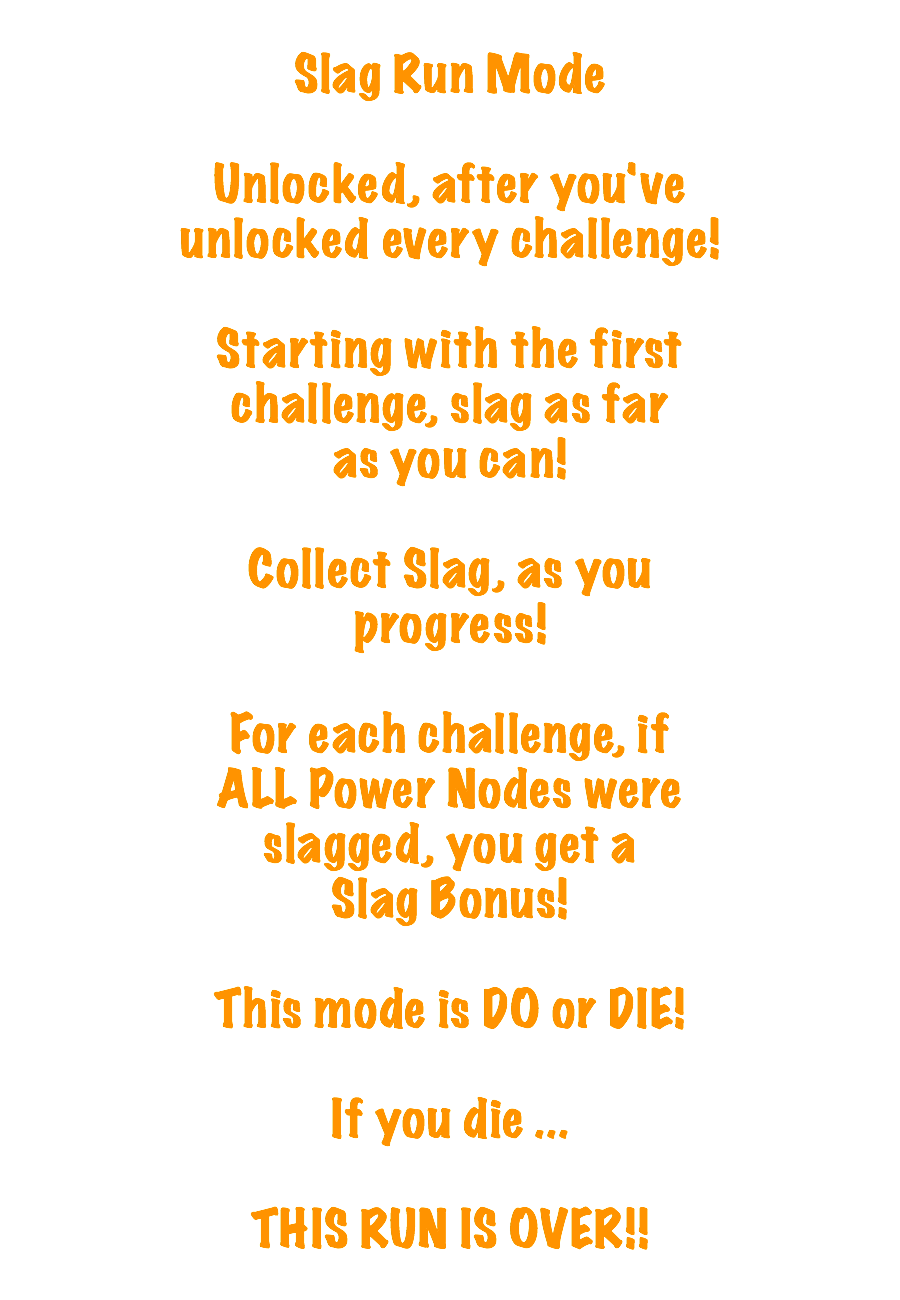 Slag Run Mode
Unlocked, after you've
unlocked every challenge!
Starting with the first
challenge, slag as far
as you can!
Collect Slag, as you
progress!
For each challenge, if
ALL Power Nodes were
slagged, you get a
Slag Bonus!
This mode is DO or DIE!
If you die ...
THIS RUN IS OVER!!